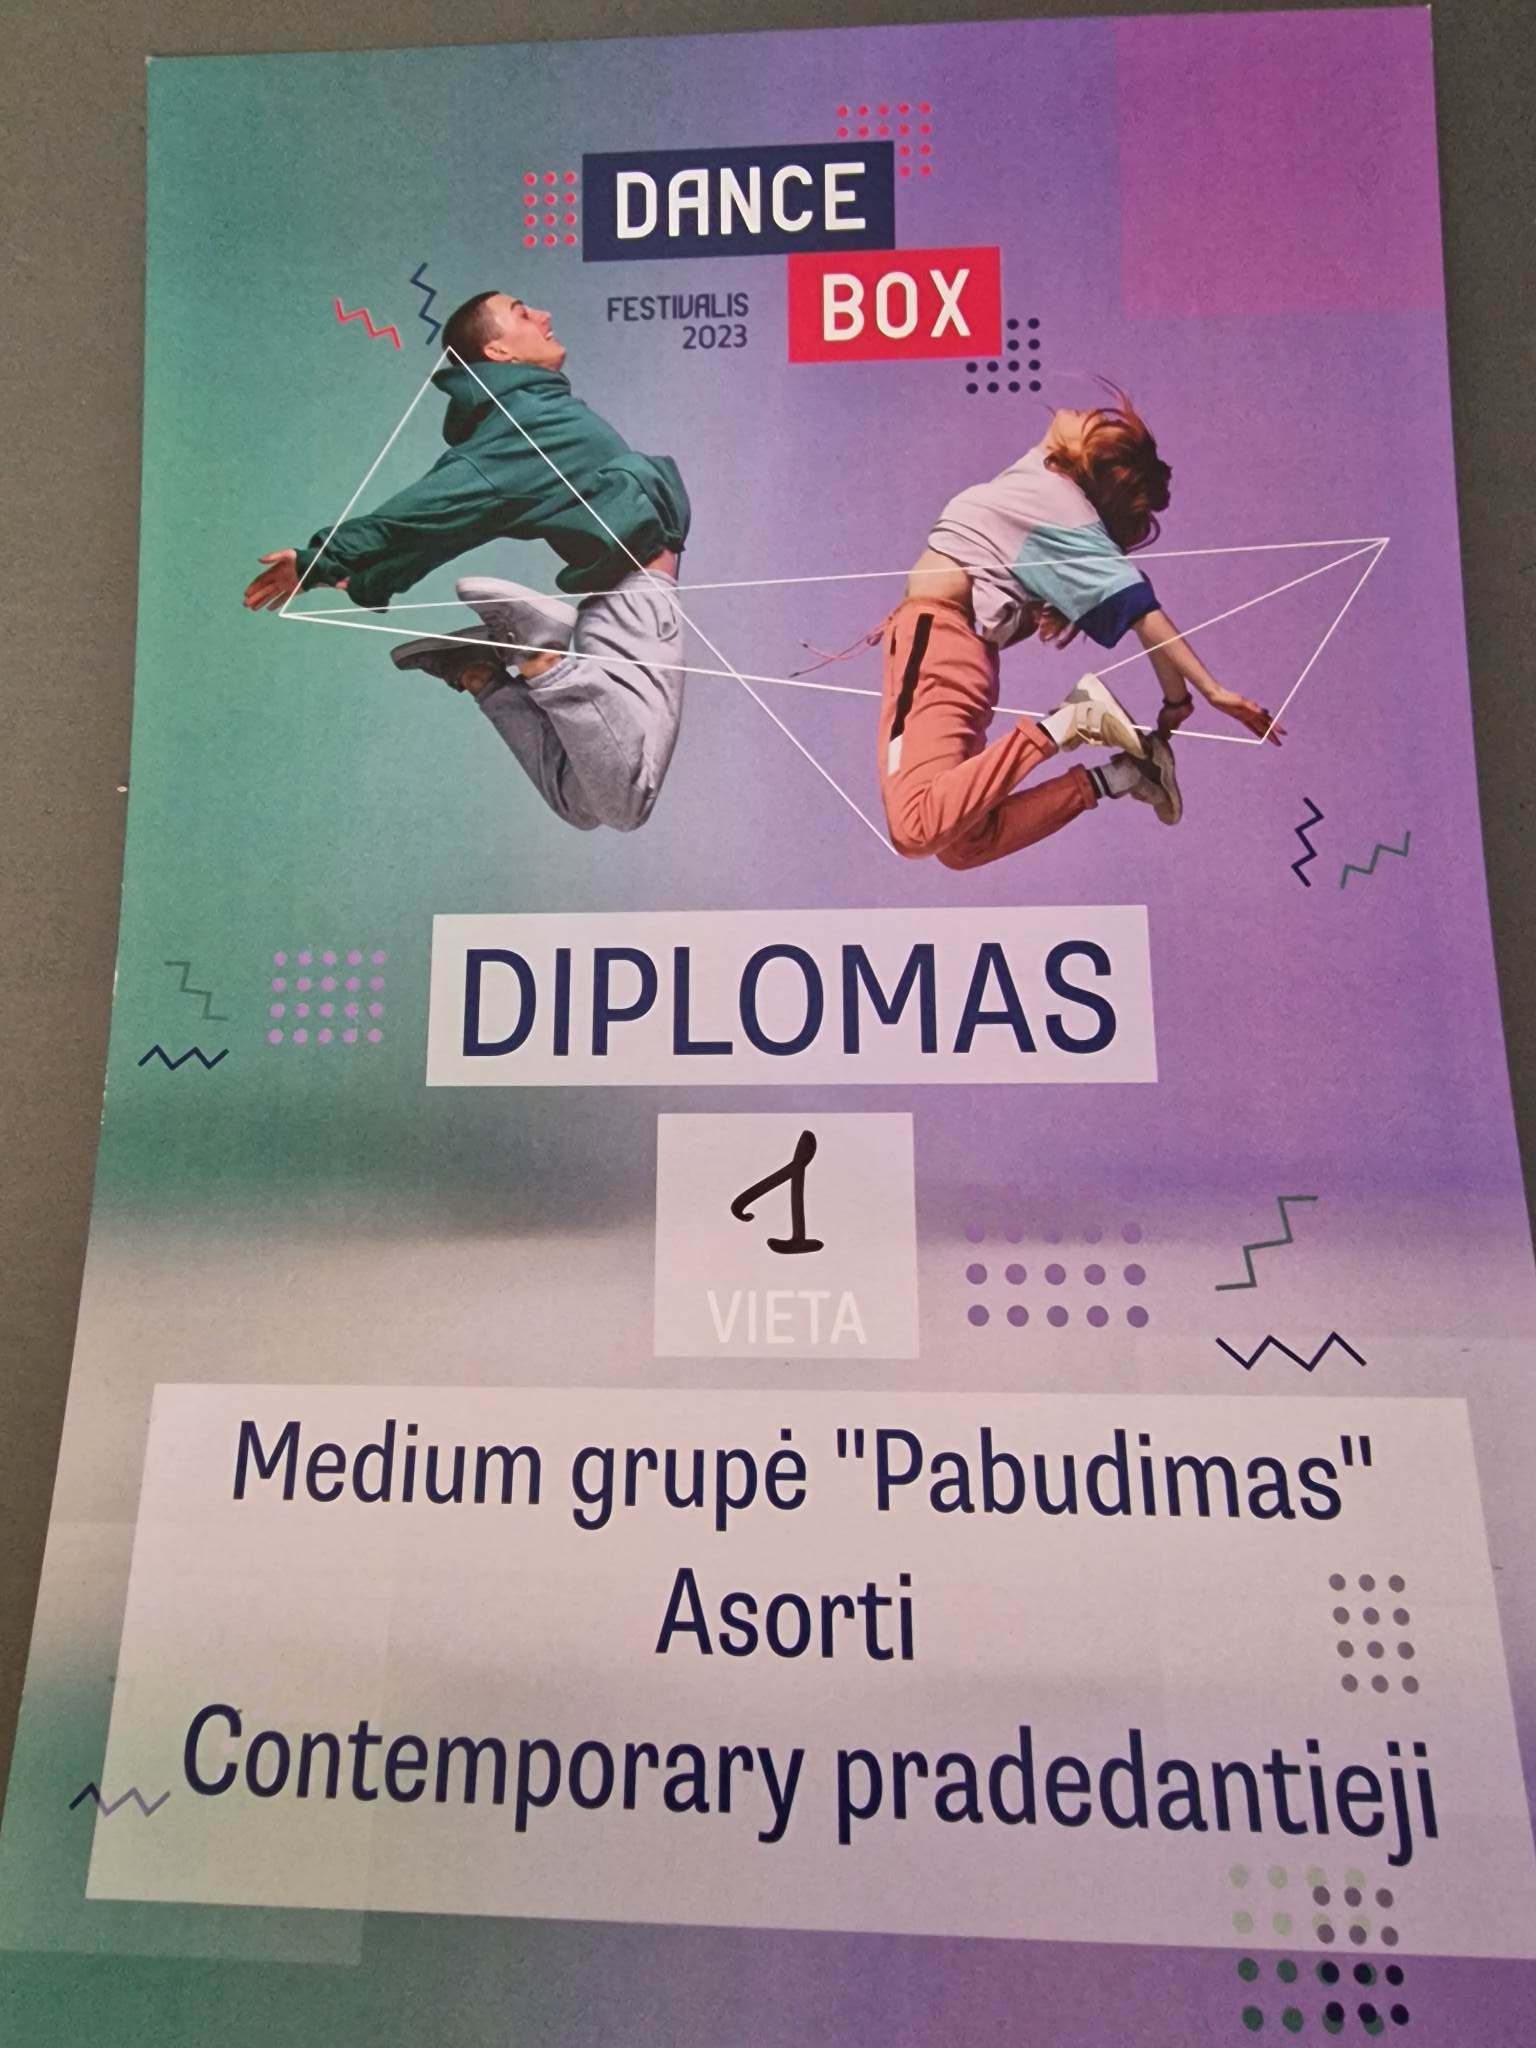 DANCE
BOX
FESTIVALIS
2023
DIPLOMAS
1
VIETA
Medium grupė "Pabudimas"
Asorti
Contemporary pradedantieji